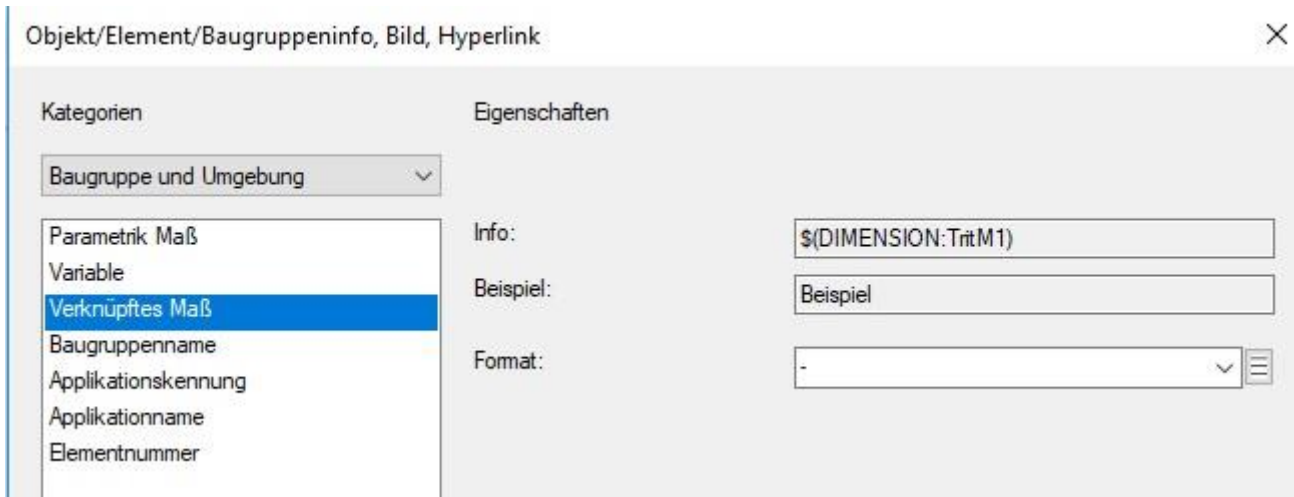 Objekt/Element/Baugruppeninfo, Bild, Hyperlink
Kategorien
Eigenschaften
Baugruppe und Umgebung
Parametrik Maß
Variable
Verknüpftes Maß
Baugruppenname
Applikationskennung
Applikationname
Elementnummer
Info:
$(DIMENSION:TritM1)
Beispiel:
Beispiel
Format:
-